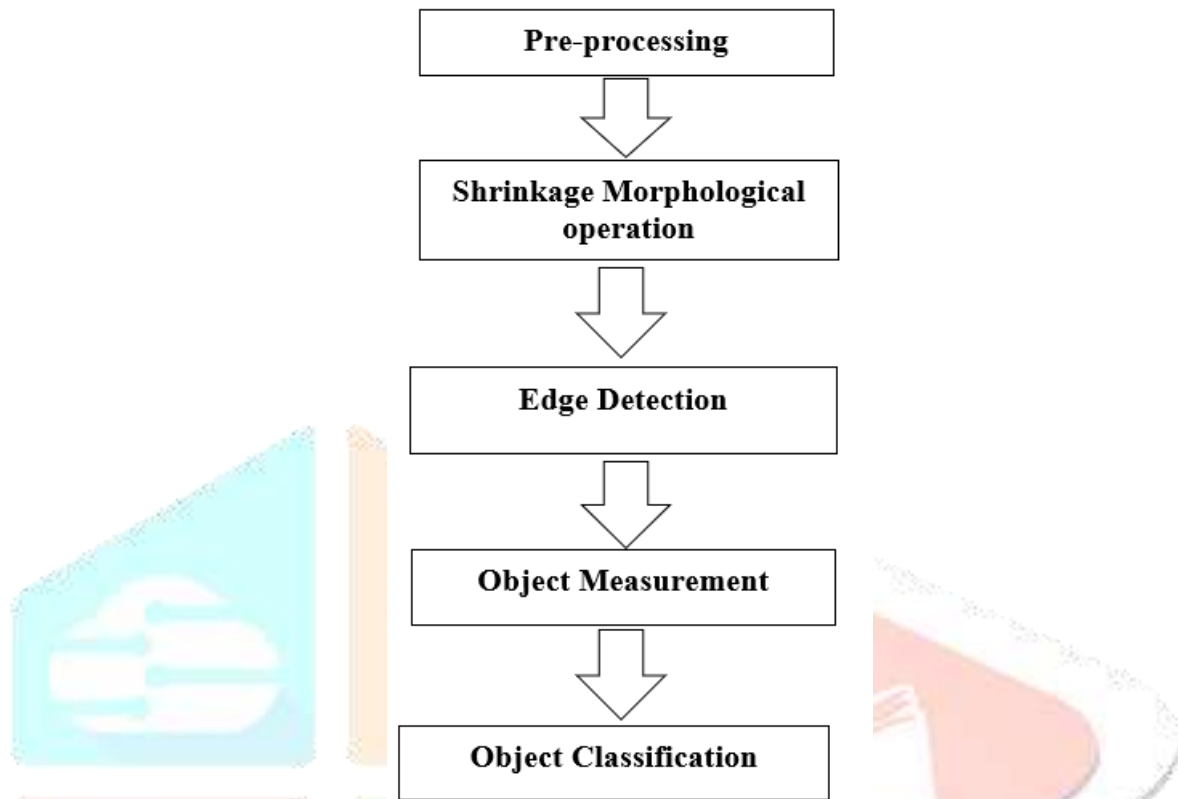 Pre-processing
Shrinkage Morphological
operation
Edge Detection
Object Measurement
Object Classification